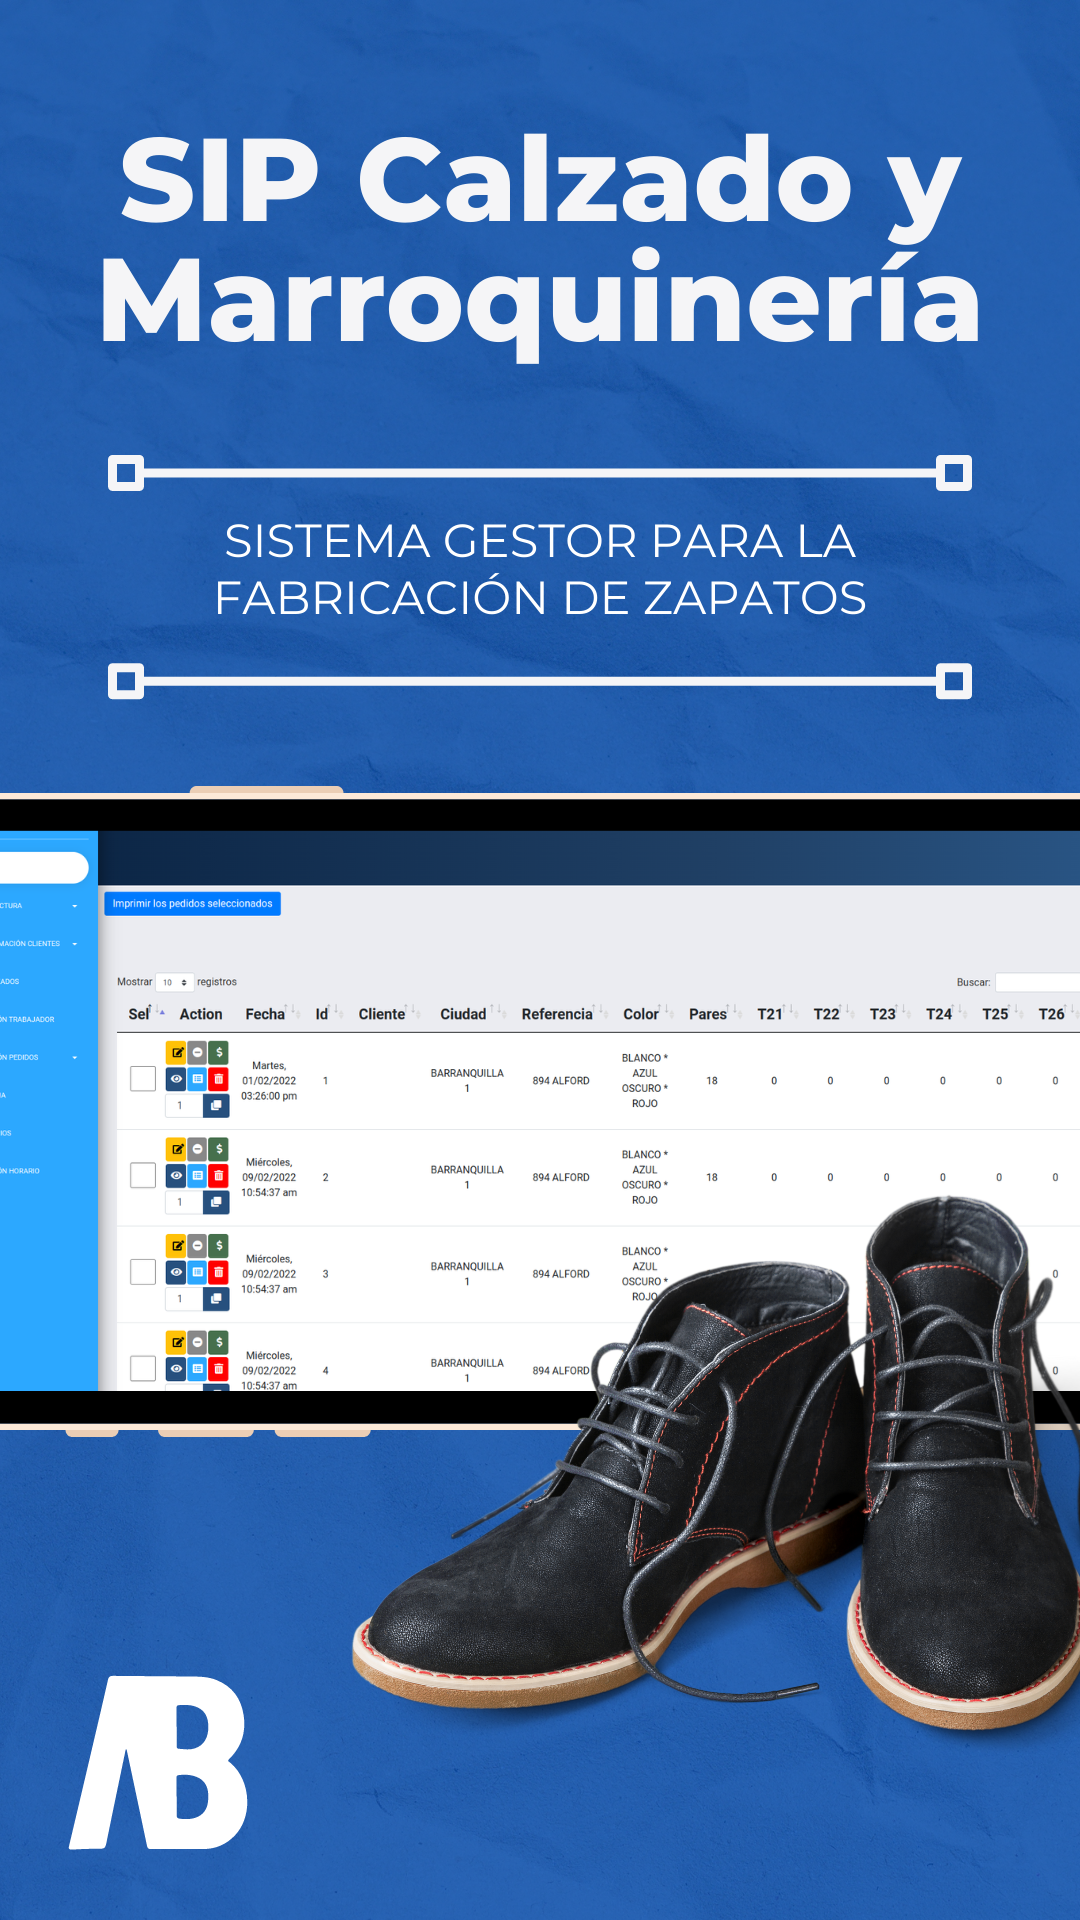 SIP Calzado y
Marroquinería
SISTEMA GESTOR PARA LA
FABRICACIÓN DE ZAPATOS
Imprimir los pedidos seleccionados
CTURA
MACIÓN CLIENTES
ADOS
ÓN TRABAJADOR
ÓN PEDIDOS
IA
IOS
ÓN HORARIO
Mostrar 10 registros
Buscar:
Sel Action Fecha Id Cliente Ciudad Referencia Color Pares T21 T22 T23 T24 T25 T26
Martes,
01/02/2022
03:26:00 pm
1
1
BARRANQUILLA
1
894 ALFORD
BLANCO *
AZUL
OSCURO *
ROJO
18 0 0 0 0 0 0
Miércoles,
09/02/2022
10:54:37 am
1
2
BARRANQUILLA
1
894 ALFORD
BLANCO *
AZUL
OSCURO *
ROJO
18 0 0 0 0 0 0
Miércoles,
09/02/2022
10:54:37 am
1
3
BARRANQUILLA
1
894 ALFORD
BLANCO *
AZUL
OSCURO *
ROJO
0
Miércoles,
09/02/2022
10:54:37 am
4
BARRANQUILLA
1
894 ALFORD
0
AB